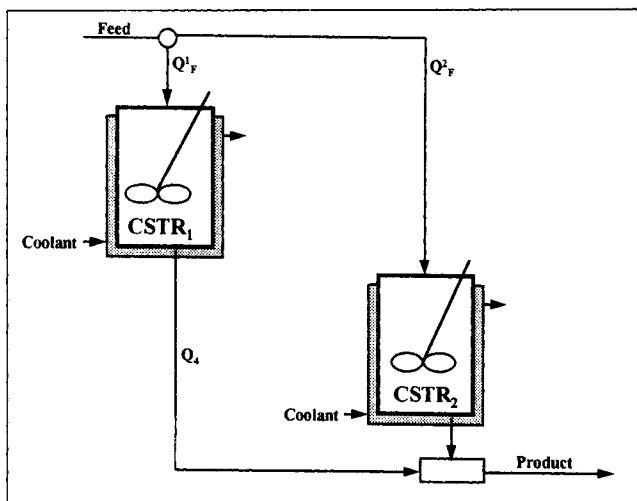 Feed
Q¹F
Q²F
CSTR₁
Coolant
Q₄
CSTR₂
Coolant
Product